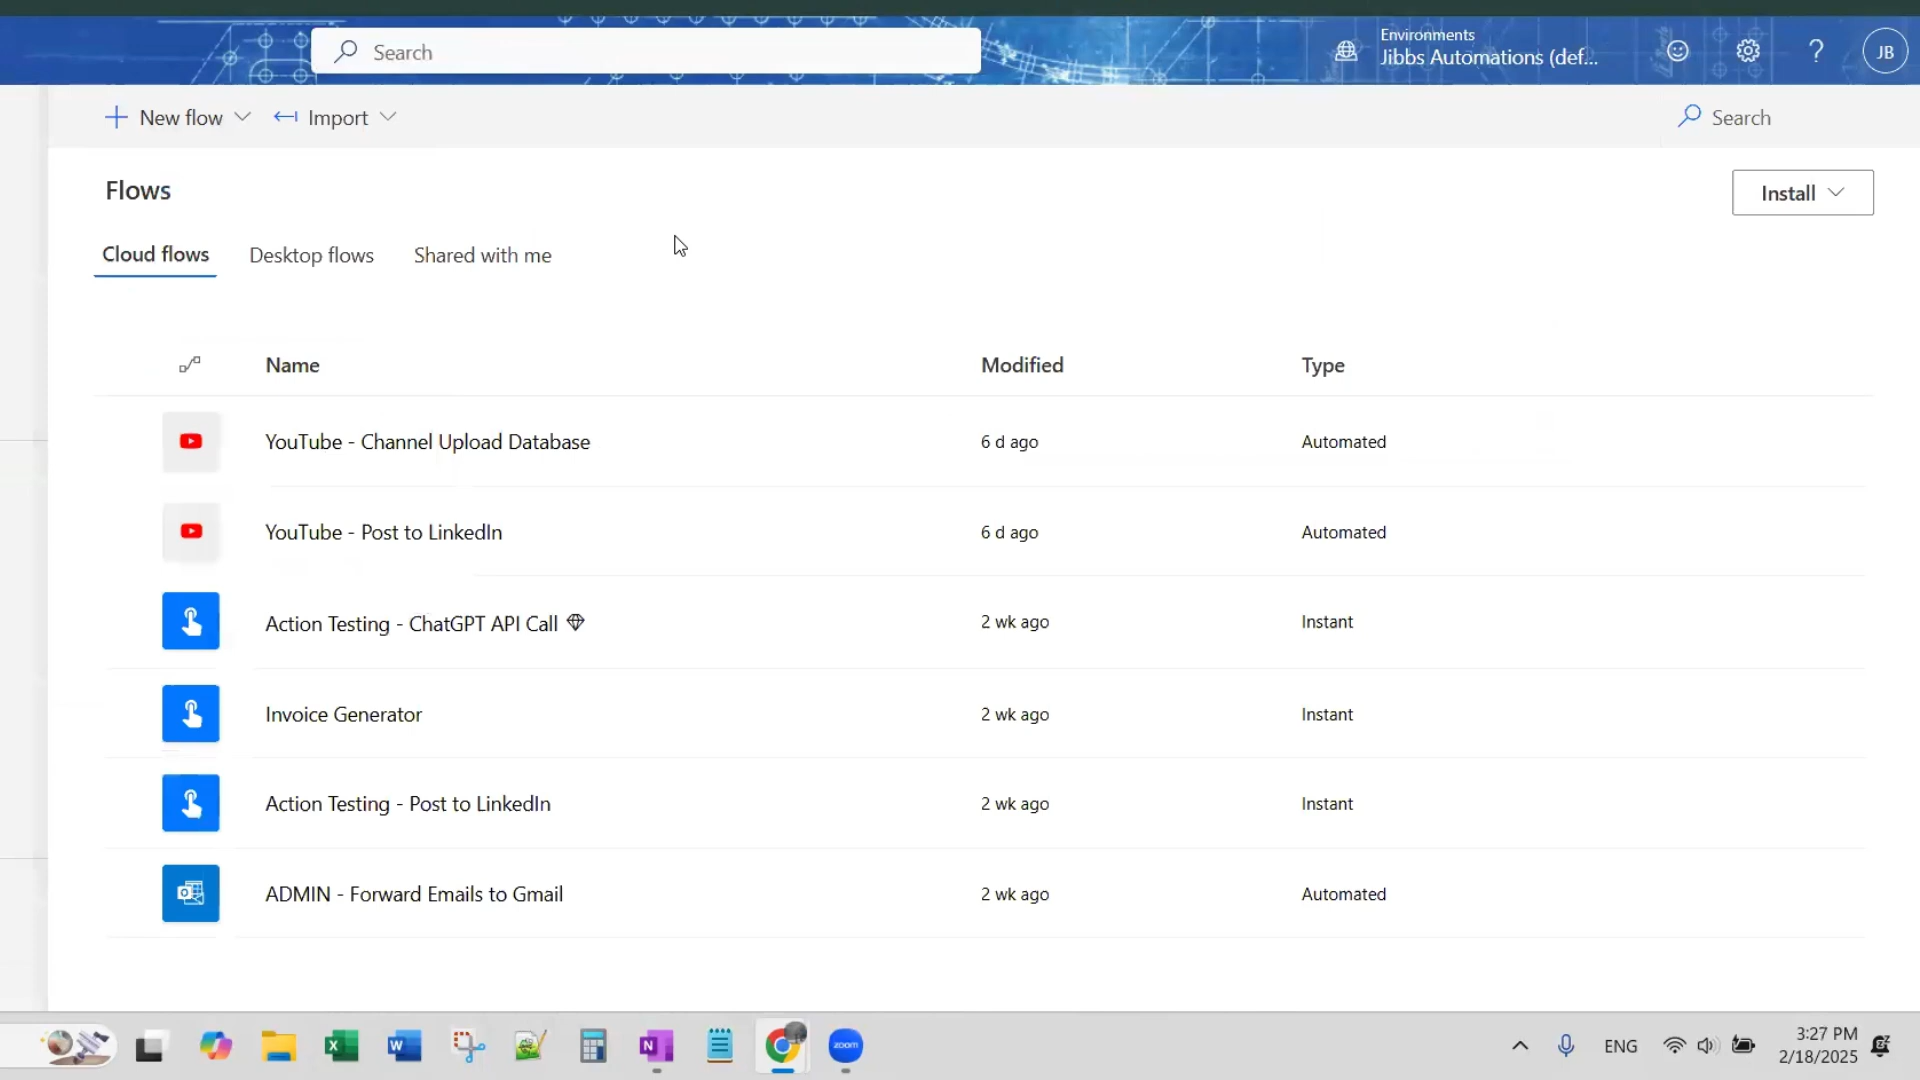 Search
Environments
Jibbs Automations (def...
?
JB
New flow
Import
Search
Flows
Install
Cloud flows
Desktop flows
Shared with me
Name
Modified
Type
YouTube - Channel Upload Database
6 d ago
Automated
YouTube - Post to LinkedIn
6 d ago
Automated
Action Testing - ChatGPT API Call
2 wk ago
Instant
Invoice Generator
2 wk ago
Instant
Action Testing - Post to LinkedIn
2 wk ago
Instant
ADMIN - Forward Emails to Gmail
2 wk ago
Automated
zoom
ENG
3:27 PM
2/18/2025